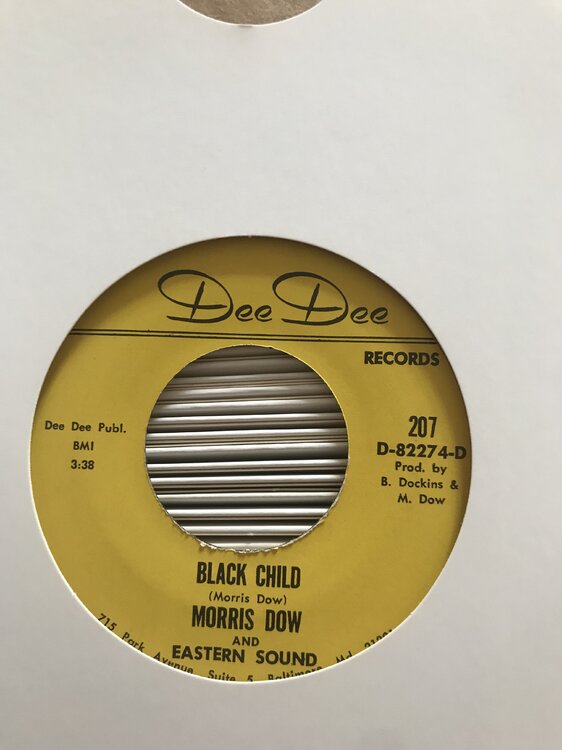 Dee Dee
RECORDS
Dee Dee Publ.
BMI
3:38
207
D-82274-D
Prod. by
B. Dockins &
M. Dow
BLACK CHILD
(Morris Dow)
MORRIS DOW
AND
EASTERN SOUND
715 Park Avenue Suite 5 Baltimore Md.